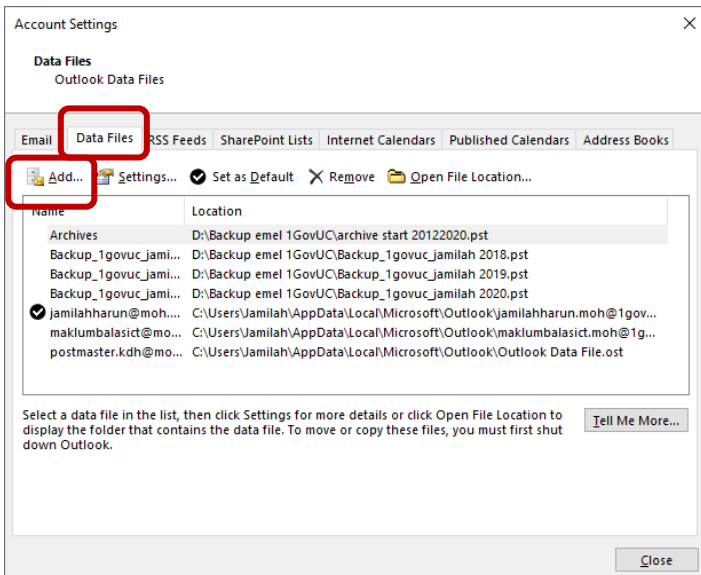 Account Settings
Data Files
Outlook Data Files
Email Data Files RSS Feeds SharePoint Lists Internet Calendars Published Calendars Address Books
Add... Settings... Set as Default Remove Open File Location...
Name Location
Archives D:\Backup emel 1GovUC\archive start 20122020.pst
Backup_1govuc_jami... D:\Backup emel 1GovUC\Backup_1govuc_jamilah 2018.pst
Backup_1govuc_jami... D:\Backup emel 1GovUC\Backup_1govuc_jamilah 2019.pst
Backup_1govuc_jami... D:\Backup emel 1GovUC\Backup_1govuc_jamilah 2020.pst
jamilahharun@moh.... C:\Users\Jamilah\AppData\Local\Microsoft\Outlook\jamilahharun.moh@1gov...
maklumbalasict@mo... C:\Users\Jamilah\AppData\Local\Microsoft\Outlook\maklumbalasict.moh@1g...
postmaster.kdh@mo... C:\Users\Jamilah\AppData\Local\Microsoft\Outlook\Outlook Data File.ost
Select a data file in the list, then click Settings for more details or click Open File Location to
display the folder that contains the data file. To move or copy these files, you must first shut
down Outlook.
Tell Me More...
Close